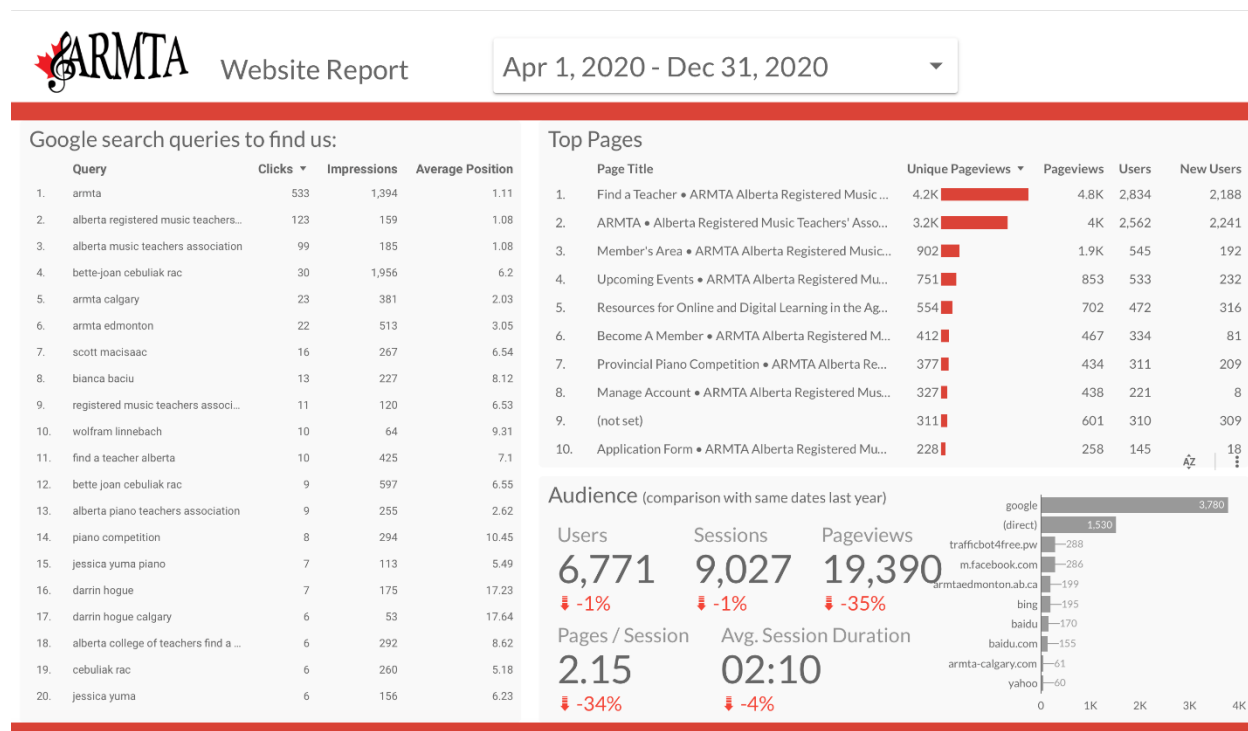 ARMTA
Website Report
Apr 1, 2020 - Dec 31, 2020
Google search queries to find us:
Query Clicks Impressions Average Position
1. armta 533 1,394 1.11
2. alberta registered music teachers... 123 159 1.08
3. alberta music teachers association 99 185 1.08
4. bette-joan cebuliak rac 30 1,956 6.2
5. armta calgary 23 381 2.03
6. armta edmonton 22 513 3.05
7. scott macisaac 16 267 6.54
8. bianca baciu 13 227 8.12
9. registered music teachers associ... 11 120 6.53
10. wolfram linnebach 10 64 9.31
11. find a teacher alberta 10 425 7.1
12. bette joan cebuliak rac 9 597 6.55
13. alberta piano teachers association 9 255 2.62
14. piano competition 8 294 10.45
15. jessica yuma piano 7 113 5.49
16. darrin hogue 7 175 17.23
17. darrin hogue calgary 6 53 17.64
18. alberta college of teachers find a ... 6 292 8.62
19. cebuliak rac 6 260 5.18
20. jessica yuma 6 156 6.23
Top Pages
Page Title Unique Pageviews Pageviews Users New Users
1. Find a Teacher • ARMTA Alberta Registered Music ... 4.2K 4.8K 2,834 2,188
2. ARMTA • Alberta Registered Music Teachers' Asso... 3.2K 4K 2,562 2,241
3. Member's Area • ARMTA Alberta Registered Music... 902 1.9K 545 192
4. Upcoming Events • ARMTA Alberta Registered Mu... 751 853 533 232
5. Resources for Online and Digital Learning in the Ag... 554 702 472 316
6. Become A Member • ARMTA Alberta Registered M... 412 467 334 81
7. Provincial Piano Competition • ARMTA Alberta Re... 377 434 311 209
8. Manage Account • ARMTA Alberta Registered Mus... 327 438 221 8
9. (not set) 311 601 310 309
10. Application Form • ARMTA Alberta Registered Mu... 228 258 145 18
AZ
Audience (comparison with same dates last year)
Users Sessions Pageviews
6,771 9,027 19,390
-1% -1% -35%
Pages / Session Avg. Session Duration
2.15 02:10
-34% -4%
google 3,780
(direct) 1,530
trafficbot4free.pw 288
m.facebook.com 286
armtaedmonton.ab.ca 199
bing 195
baidu 170
baidu.com 155
armta-calgary.com 61
yahoo 60
0 1K 2K 3K 4K